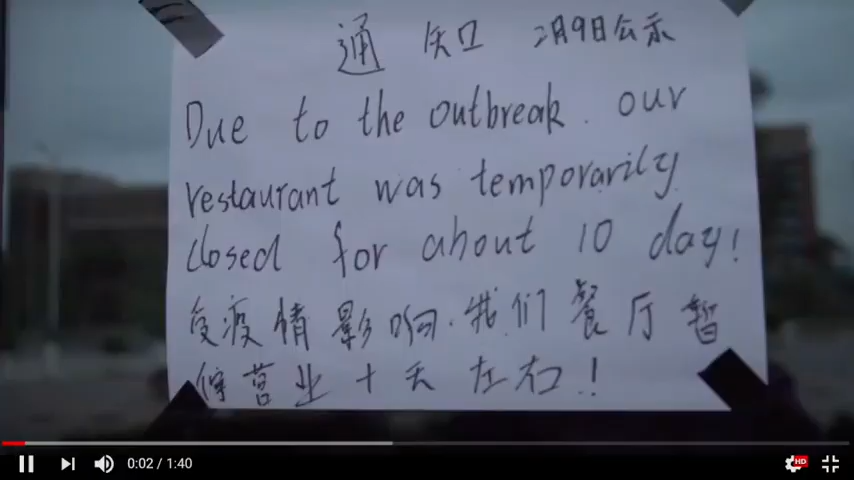 通知 二月9日公示
Due to the outbreak. our
restaurant was temporarily
closed for about 10 day!
受疫情影响.我们餐厅暂
停营业十天左右!
0:02 / 1:40
HD